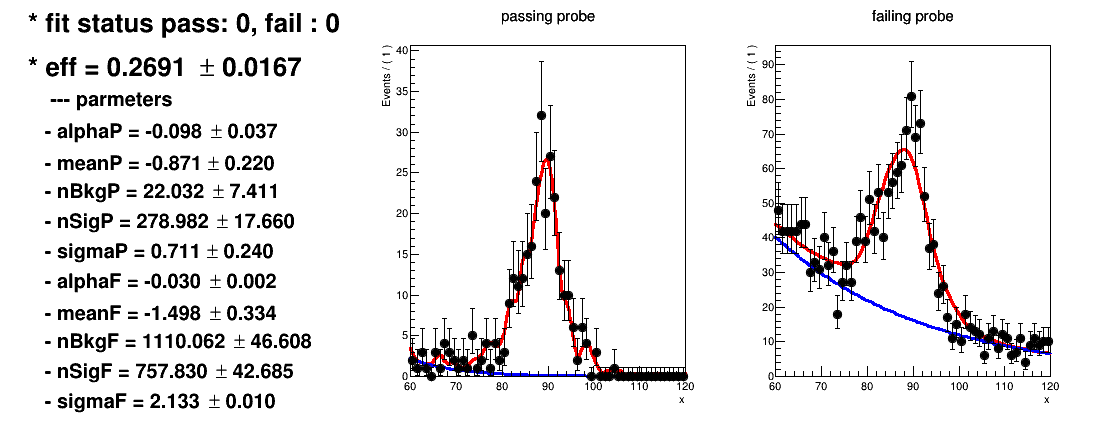 * fit status pass: 0, fail : 0
* eff = 0.2691 ± 0.0167
--- parmeters
- alphaP = -0.098 ± 0.037
- meanP = -0.871 ± 0.220
- nBkgP = 22.032 ± 7.411
- nSigP = 278.982 ± 17.660
- sigmaP = 0.711 ± 0.240
- alphaF = -0.030 ± 0.002
- meanF = -1.498 ± 0.334
- nBkgF = 1110.062 ± 46.608
- nSigF = 757.830 ± 42.685
- sigmaF = 2.133 ± 0.010
passing probe
Events / ( 1 )
40
35
30
25
20
15
10
5
0
60 70 80 90 100 110 120
x
failing probe
Events / ( 1 )
90
80
70
60
50
40
30
20
10
0
60 70 80 90 100 110 120
x